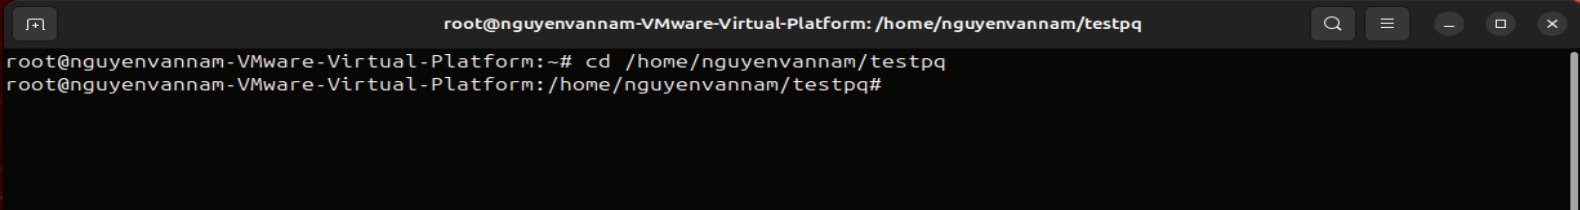 root@nguyenvannam-VMware-Virtual-Platform: /home/nguyenvannam/testpq
root@nguyenvannam-VMware-Virtual-Platform:~# cd /home/nguyenvannam/testpq
root@nguyenvannam-VMware-Virtual-Platform:/home/nguyenvannam/testpq#